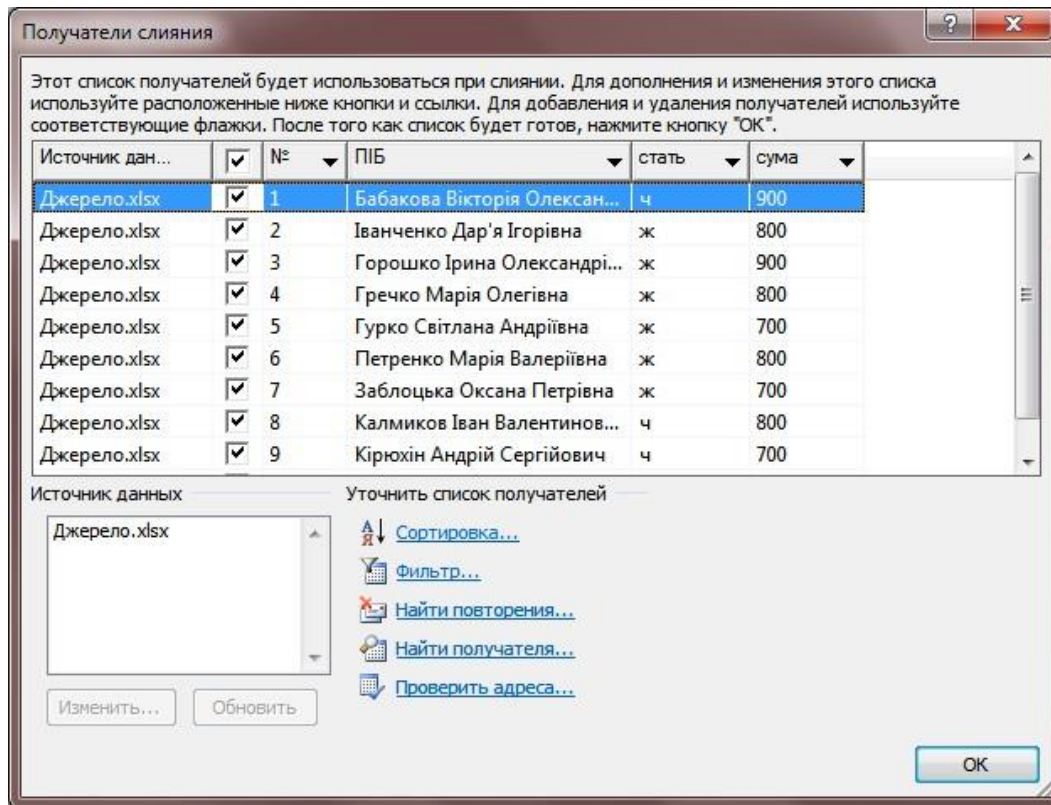 Получатели слияния
?
Этот список получателей будет использоваться при слиянии. Для дополнения и изменения этого списка
используйте расположенные ниже кнопки и ссылки. Для добавления и удаления получателей используйте
соответствующие флажки. После того как список будет готов, нажмите кнопку "ОК".
Источник дан... № ПІБ стать сума
Джерело.xlsx 1 Бабакова Вікторія Олексан... ч 900
Джерело.xlsx 2 Іванченко Дар'я Ігорівна ж 800
Джерело.xlsx 3 Горошко Ірина Олександрі... ж 900
Джерело.xlsx 4 Гречко Марія Олегівна ж 800
Джерело.xlsx 5 Гурко Світлана Андріївна ж 700
Джерело.xlsx 6 Петренко Марія Валеріївна ж 800
Джерело.xlsx 7 Заблоцька Оксана Петрівна ж 700
Джерело.xlsx 8 Калмиков Іван Валентинов... ч 800
Джерело.xlsx 9 Кірюхін Андрій Сергійович ч 700
Источник данных Уточнить список получателей
Джерело.xlsx
Сортировка...
Фильтр...
Найти повторения...
Найти получателя...
Проверить адреса...
Изменить... Обновить
ОК